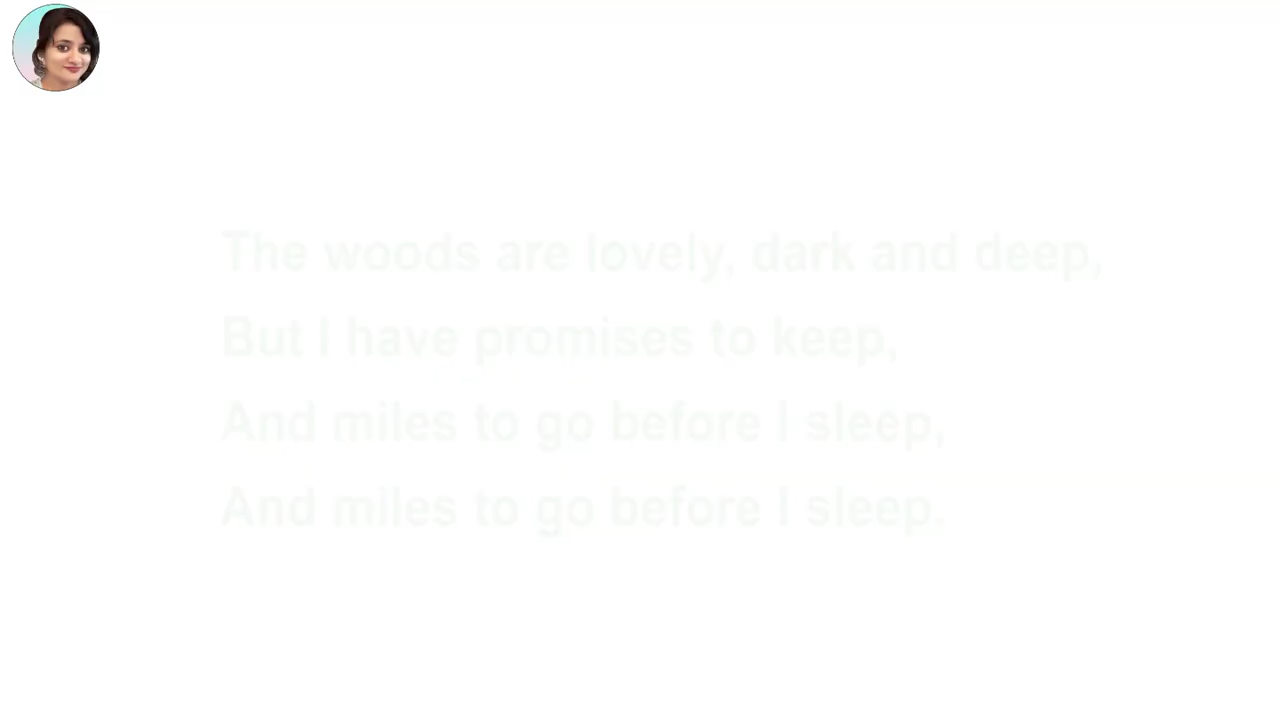 The woods are lovely, dark and deep,
But I have promises to keep,
And miles to go before I sleep,
And miles to go before I sleep.